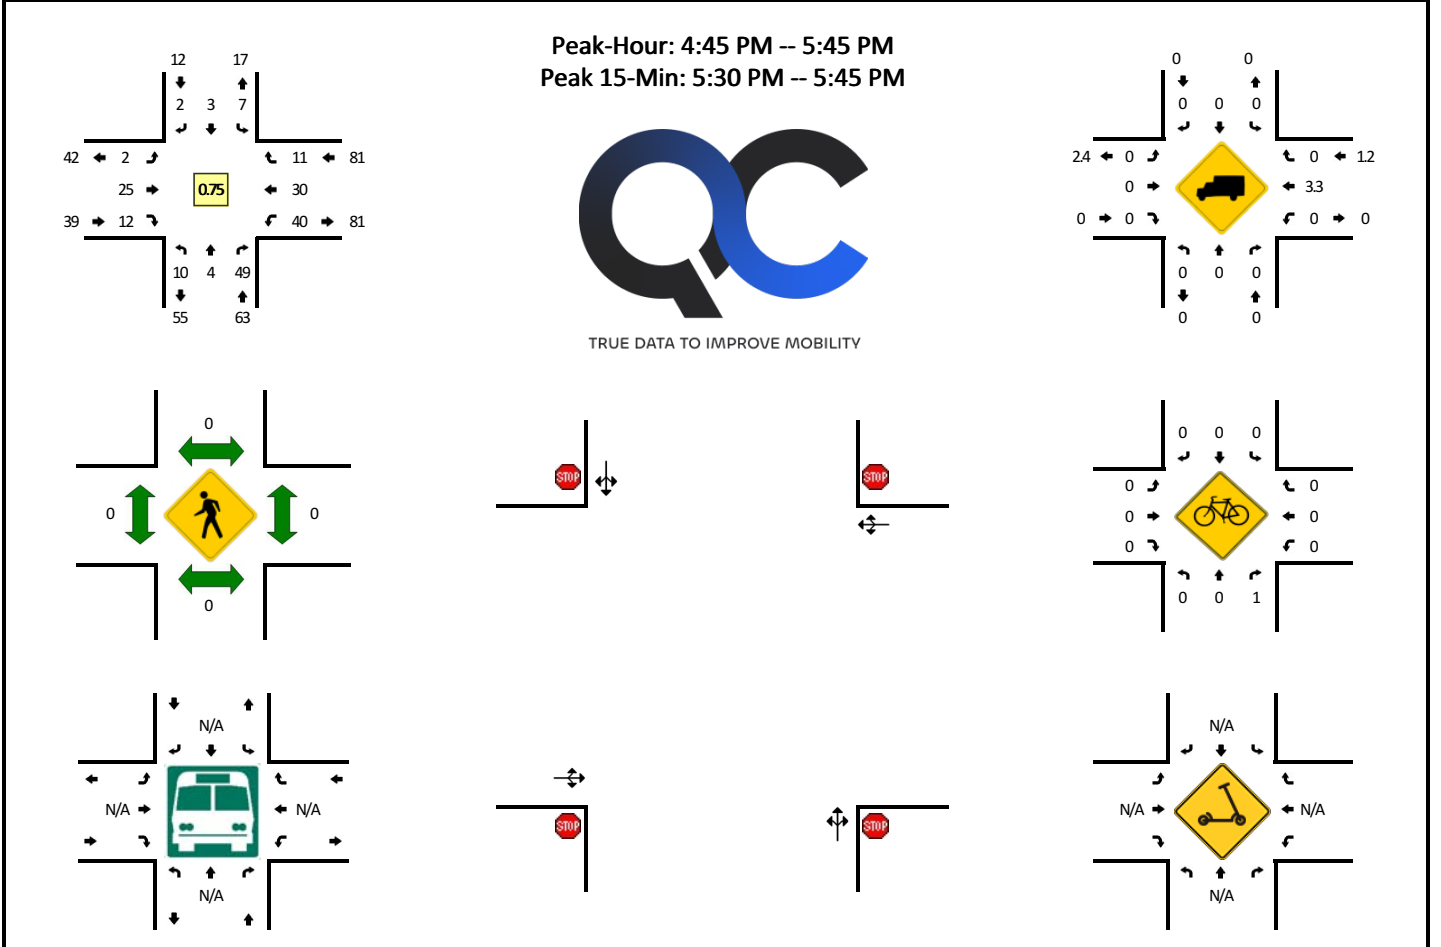 Peak-Hour: 4:45 PM -- 5:45 PM
Peak 15-Min: 5:30 PM -- 5:45 PM
12 17
2 3 7
42 2 11 81
25 0.75 30
39 12 40 81
10 4 49
55 63
QC
TRUE DATA TO IMPROVE MOBILITY
0 0
0 0 0
2.4 0 0 1.2
0 3.3
0 0 0 0
0 0 0
0 0
0
0 0
0
STOP STOP
STOP STOP
0 0 0
0 0
0 0
0 0
0 0 1
N/A
N/A N/A
N/A
N/A
N/A N/A
N/A